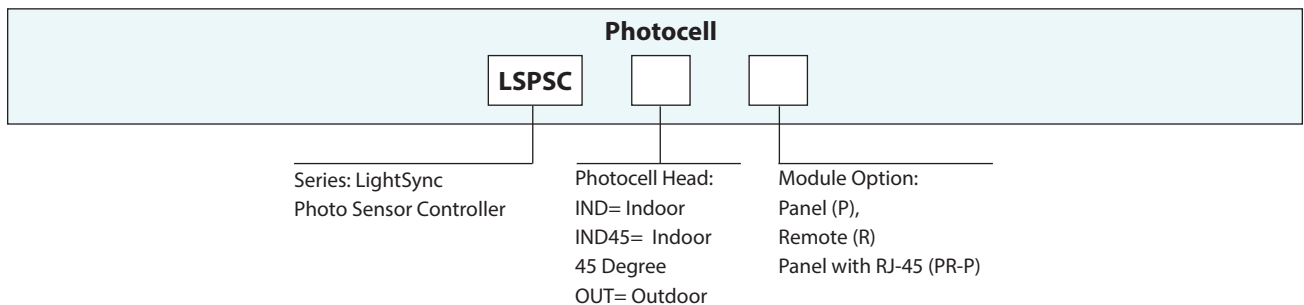 Photocell
LSPSC
Series: LightSync
Photo Sensor Controller
Photocell Head:
IND= Indoor
IND45= Indoor
45 Degree
OUT= Outdoor
Module Option:
Panel (P),
Remote (R)
Panel with RJ-45 (PR-P)